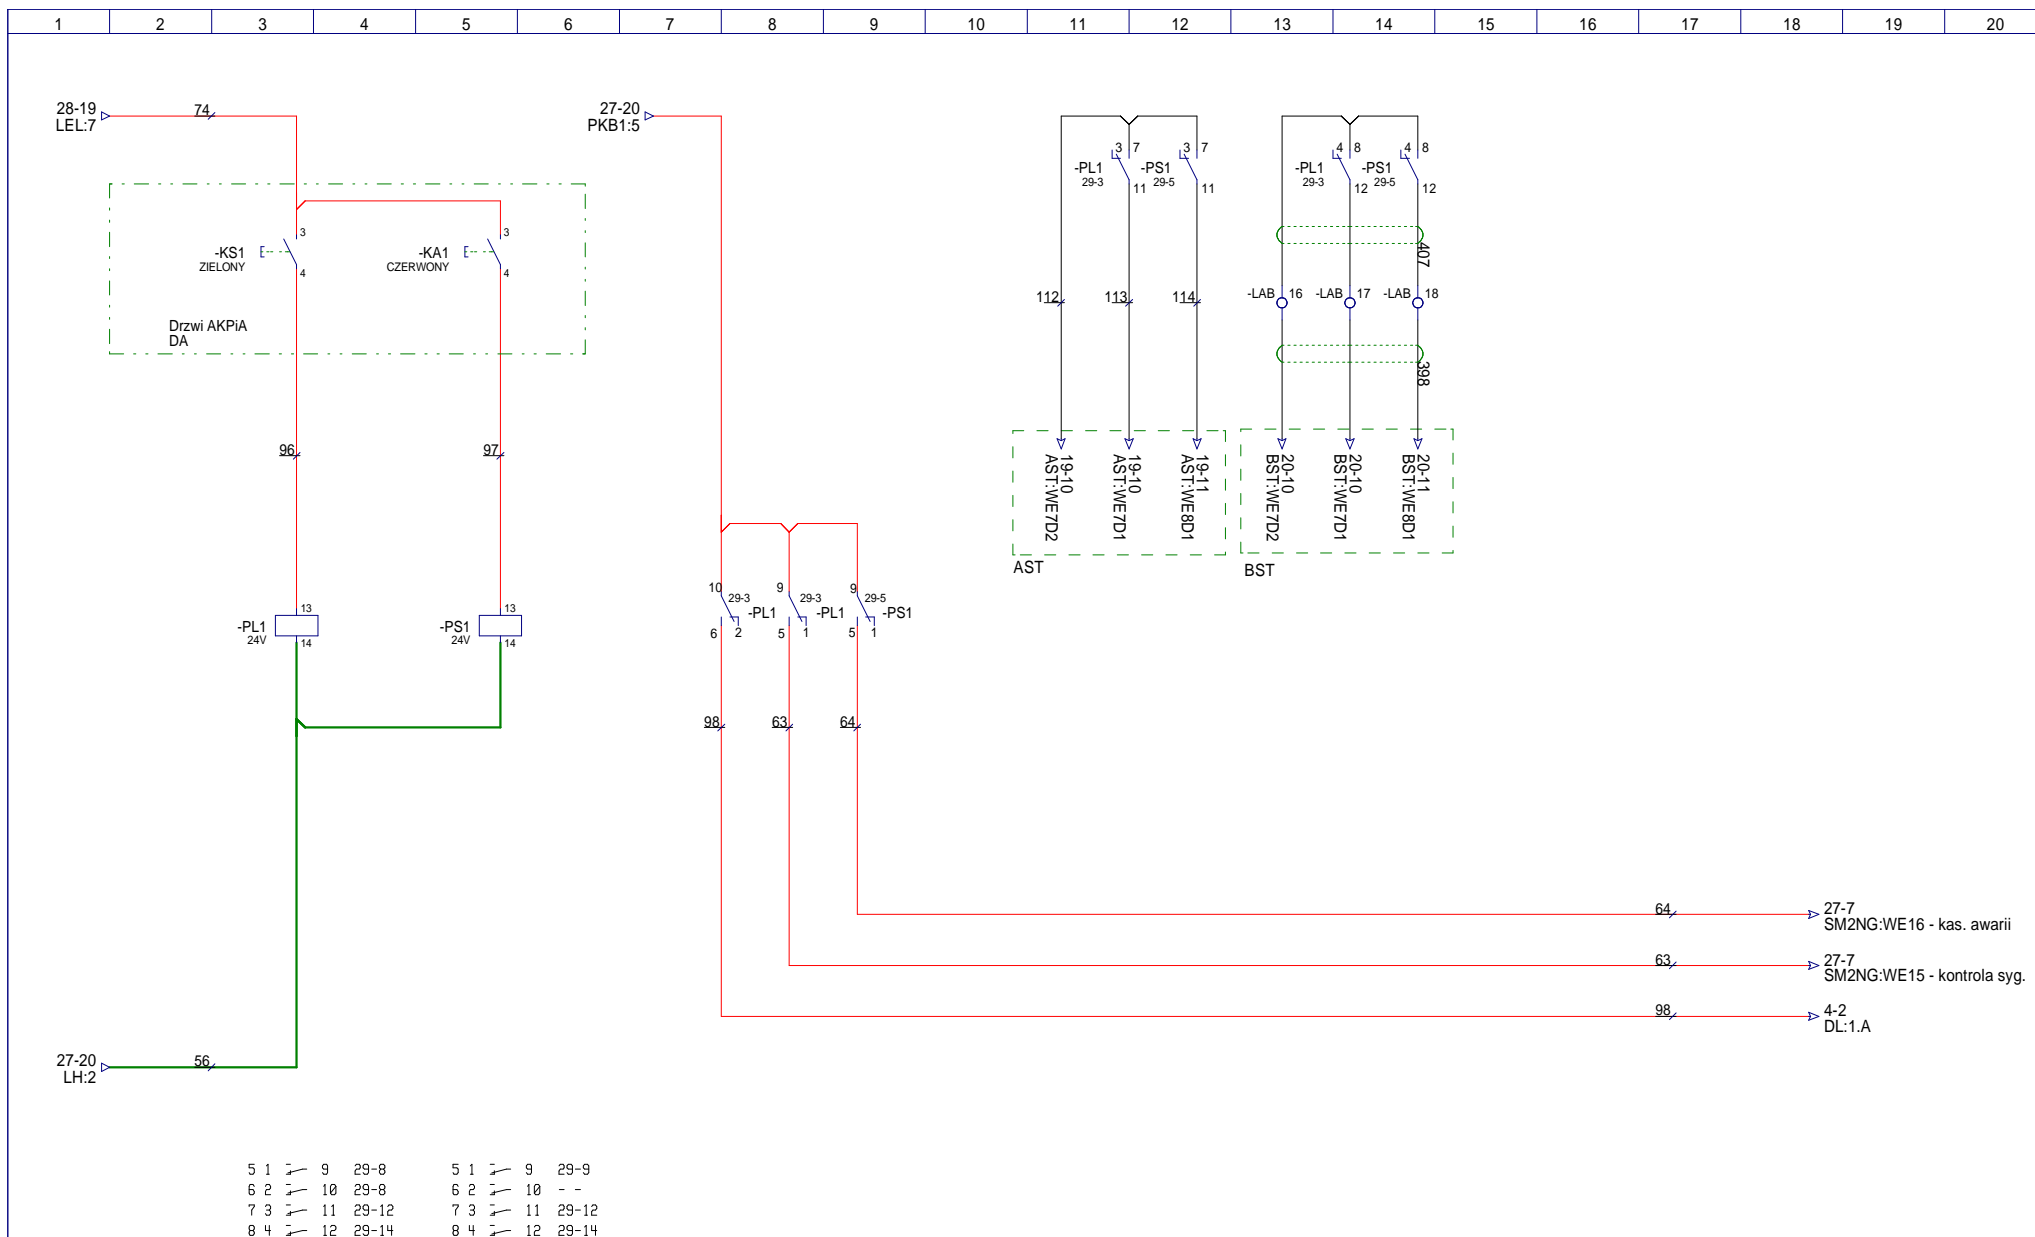 1 2 3 4 5 6 7 8 9 10 11 12 13 14 15 16 17 18 19 20
28-19
LEL:7
74
27-20
PKB1:5
-KS1
ZIELONY
3
4
-KA1
CZERWONY
3
4
Drzwi AKPiA
DA
96
97
-PL1
24V
13
14
-PS1
24V
13
14
27-20
LH:2
56
10
29-3
-PL1
6 2
9
29-3
-PL1
5 1
9
29-5
-PS1
5 1
98
63
64
3 7
-PL1
29-3
11
3 7
-PS1
29-5
11
112
113
114
19-10
AST:WE7D2
19-10
AST:WE7D1
19-11
AST:WE8D1
AST
4 8
-PL1
29-3
12
4 8
-PS1
29-5
12
407
-LAB 16
-LAB 17
-LAB 18
398
20-10
BST:WE7D2
20-10
BST:WE7D1
20-11
BST:WE8D1
BST
64
27-7
SM2NG:WE16 - kas. awarii
63
27-7
SM2NG:WE15 - kontrola syg.
98
4-2
DL:1.A
5 1 9 29-8
6 2 10 29-8
7 3 11 29-12
8 4 12 29-14
5 1 9 29-9
6 2 10 - -
7 3 11 29-12
8 4 12 29-14